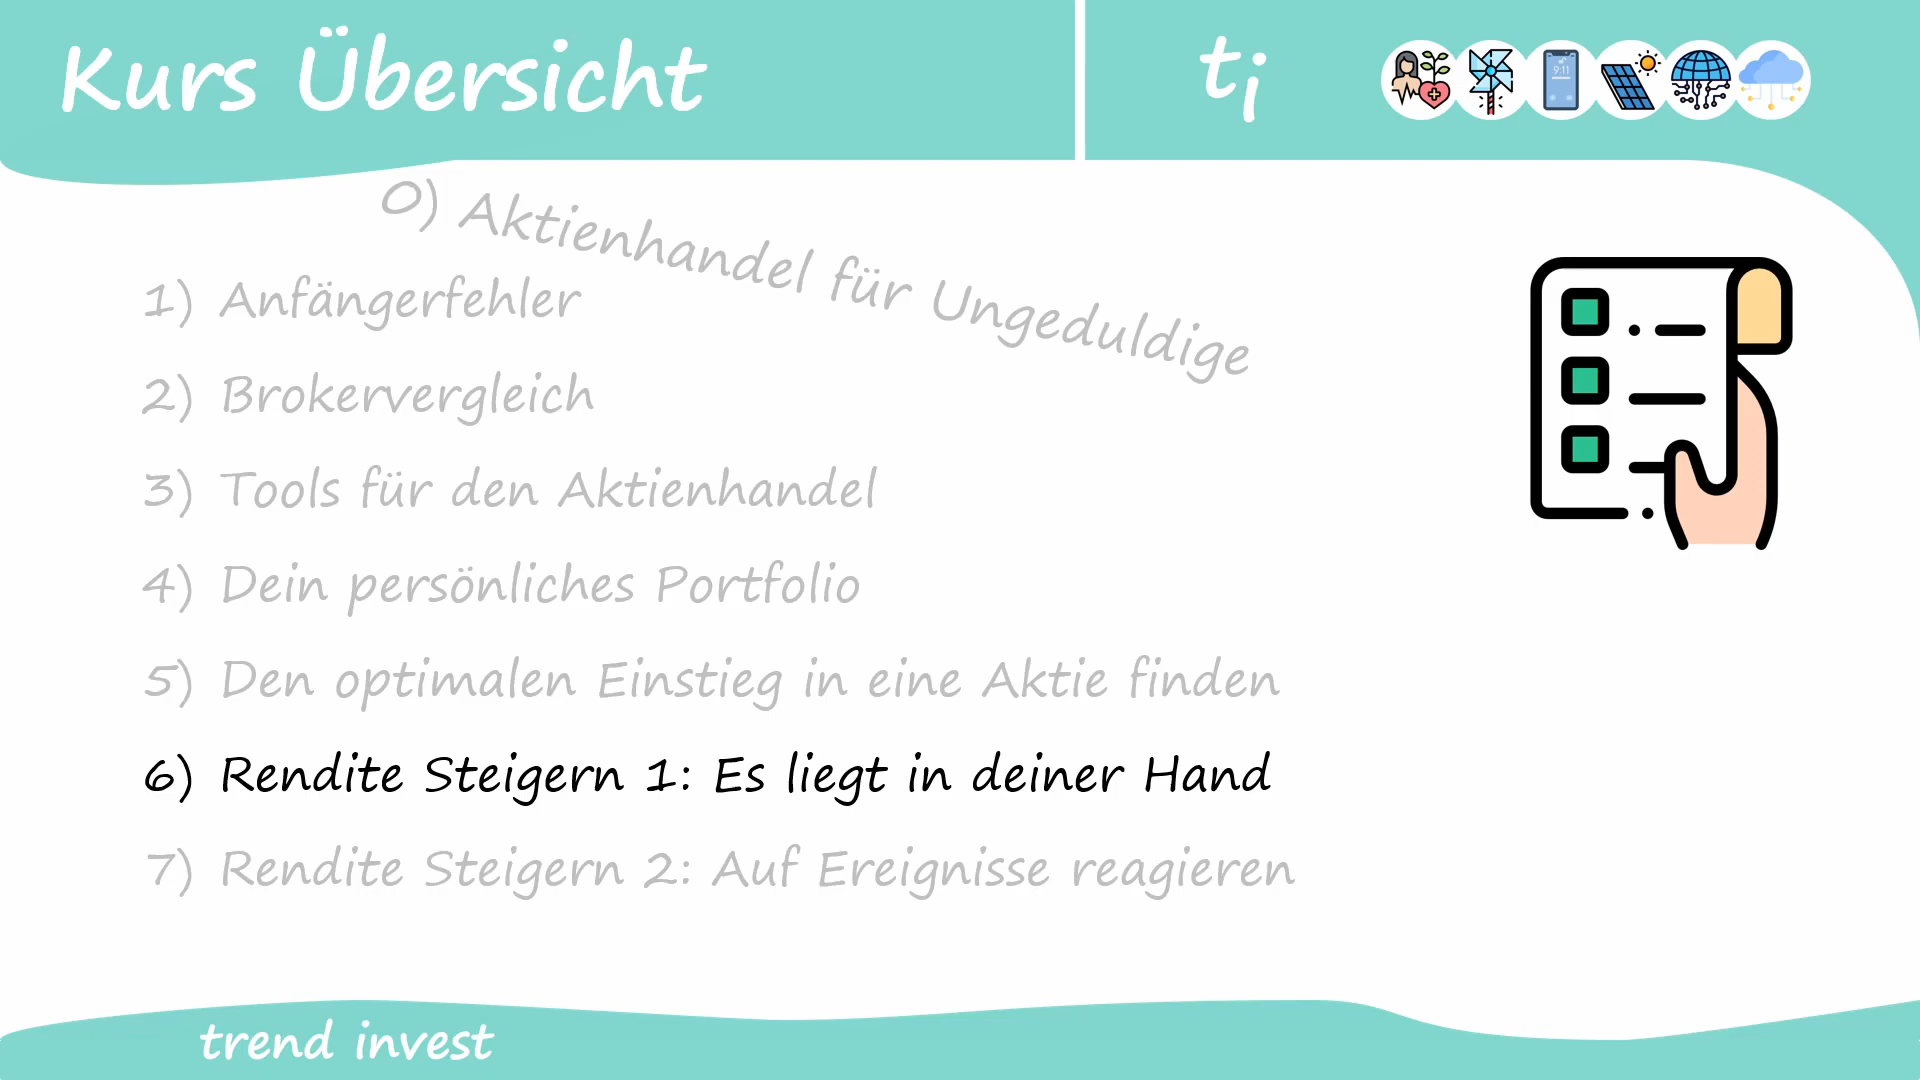 Kurs Übersicht
ti
9:11
0) Aktienhandel für Ungeduldige
1) Anfängerfehler
2) Brokervergleich
3) Tools für den Aktienhandel
4) Dein persönliches Portfolio
5) Den optimalen Einstieg in eine Aktie finden
6) Rendite Steigern 1: Es liegt in deiner Hand
7) Rendite Steigern 2: Auf Ereignisse reagieren
trend invest